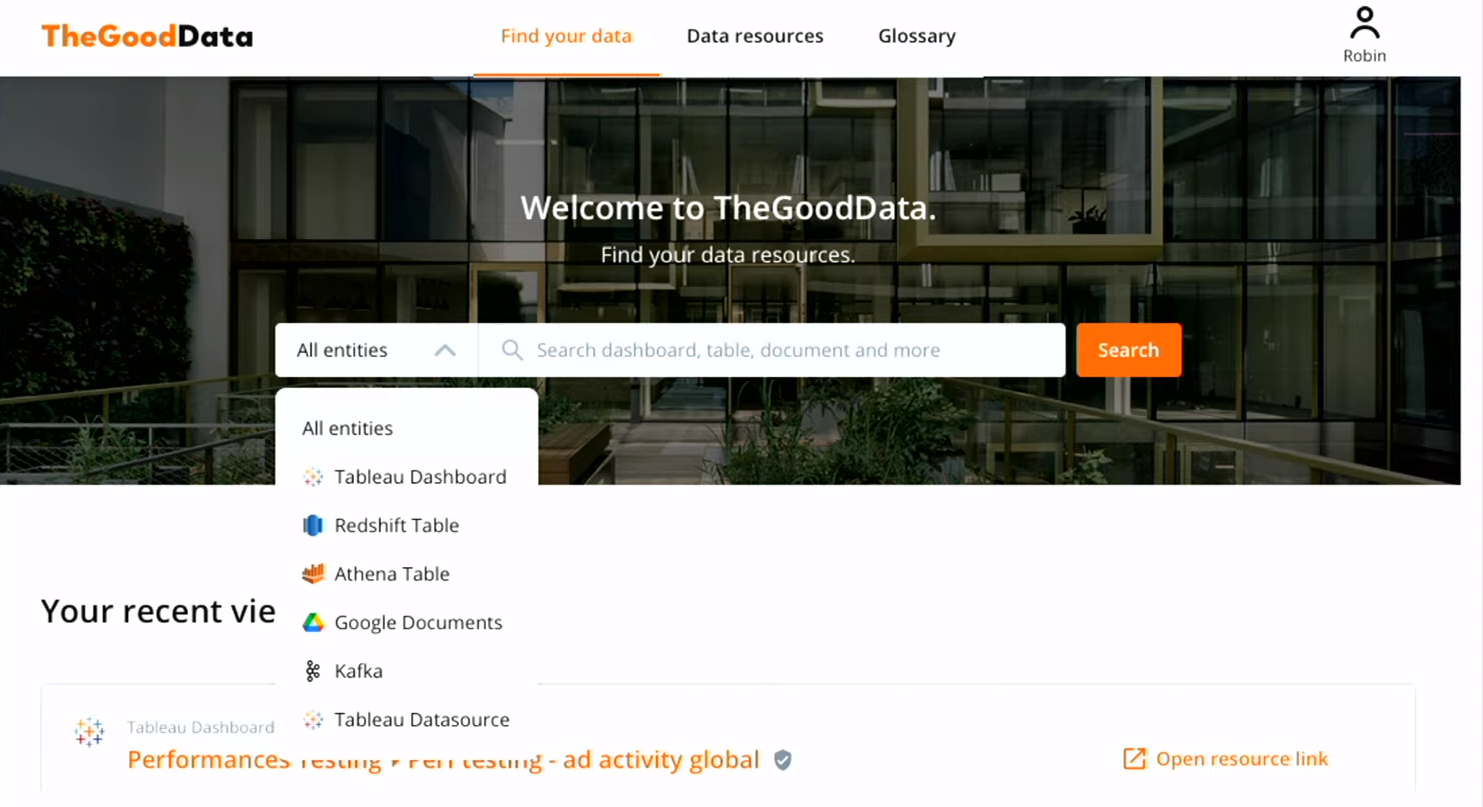 TheGoodData
Find your data
Data resources
Glossary
Robin
Welcome to TheGoodData.
Find your data resources.
All entities
Search dashboard, table, document and more
Search
All entities
Tableau Dashboard
Redshift Table
Athena Table
Google Documents
Kafka
Tableau Datasource
Your recent vie
Tableau Dashboard
Performances Testing - ad activity global
Open resource link